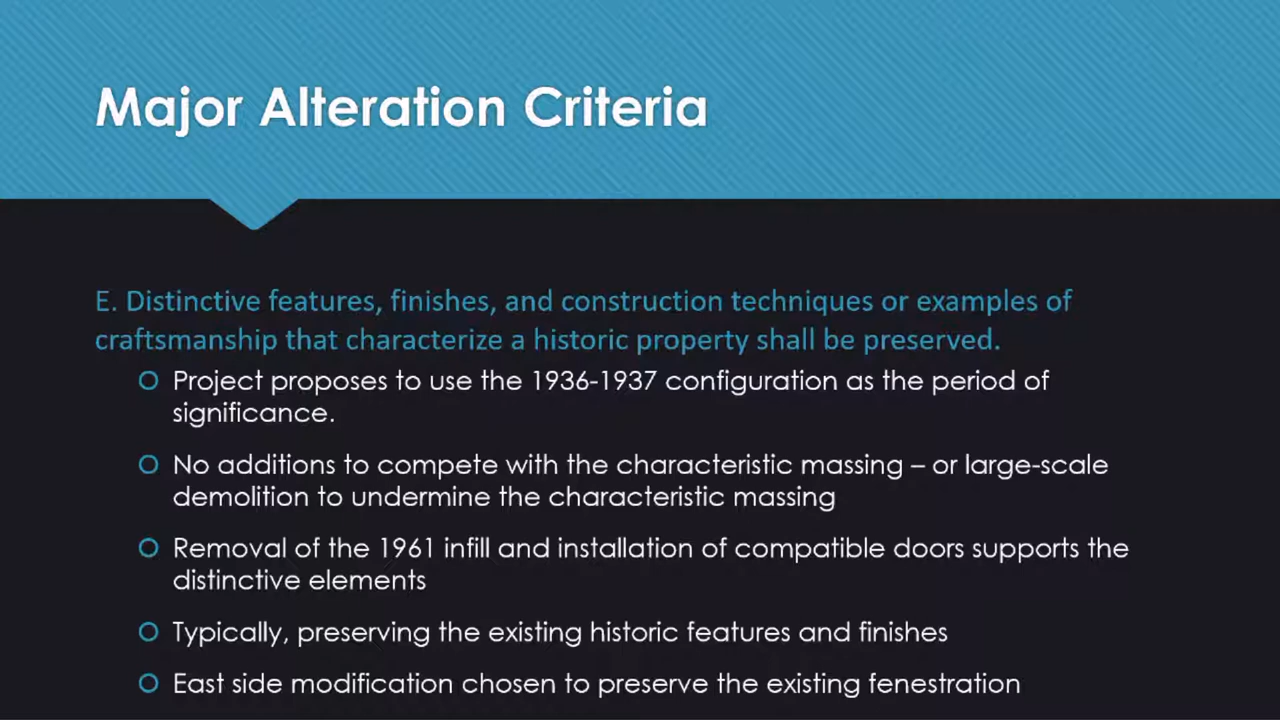 Major Alteration Criteria
E. Distinctive features, finishes, and construction techniques or examples of
craftsmanship that characterize a historic property shall be preserved.
Project proposes to use the 1936-1937 configuration as the period of
significance.
No additions to compete with the characteristic massing – or large-scale
demolition to undermine the characteristic massing
Removal of the 1961 infill and installation of compatible doors supports the
distinctive elements
Typically, preserving the existing historic features and finishes
East side modification chosen to preserve the existing fenestration